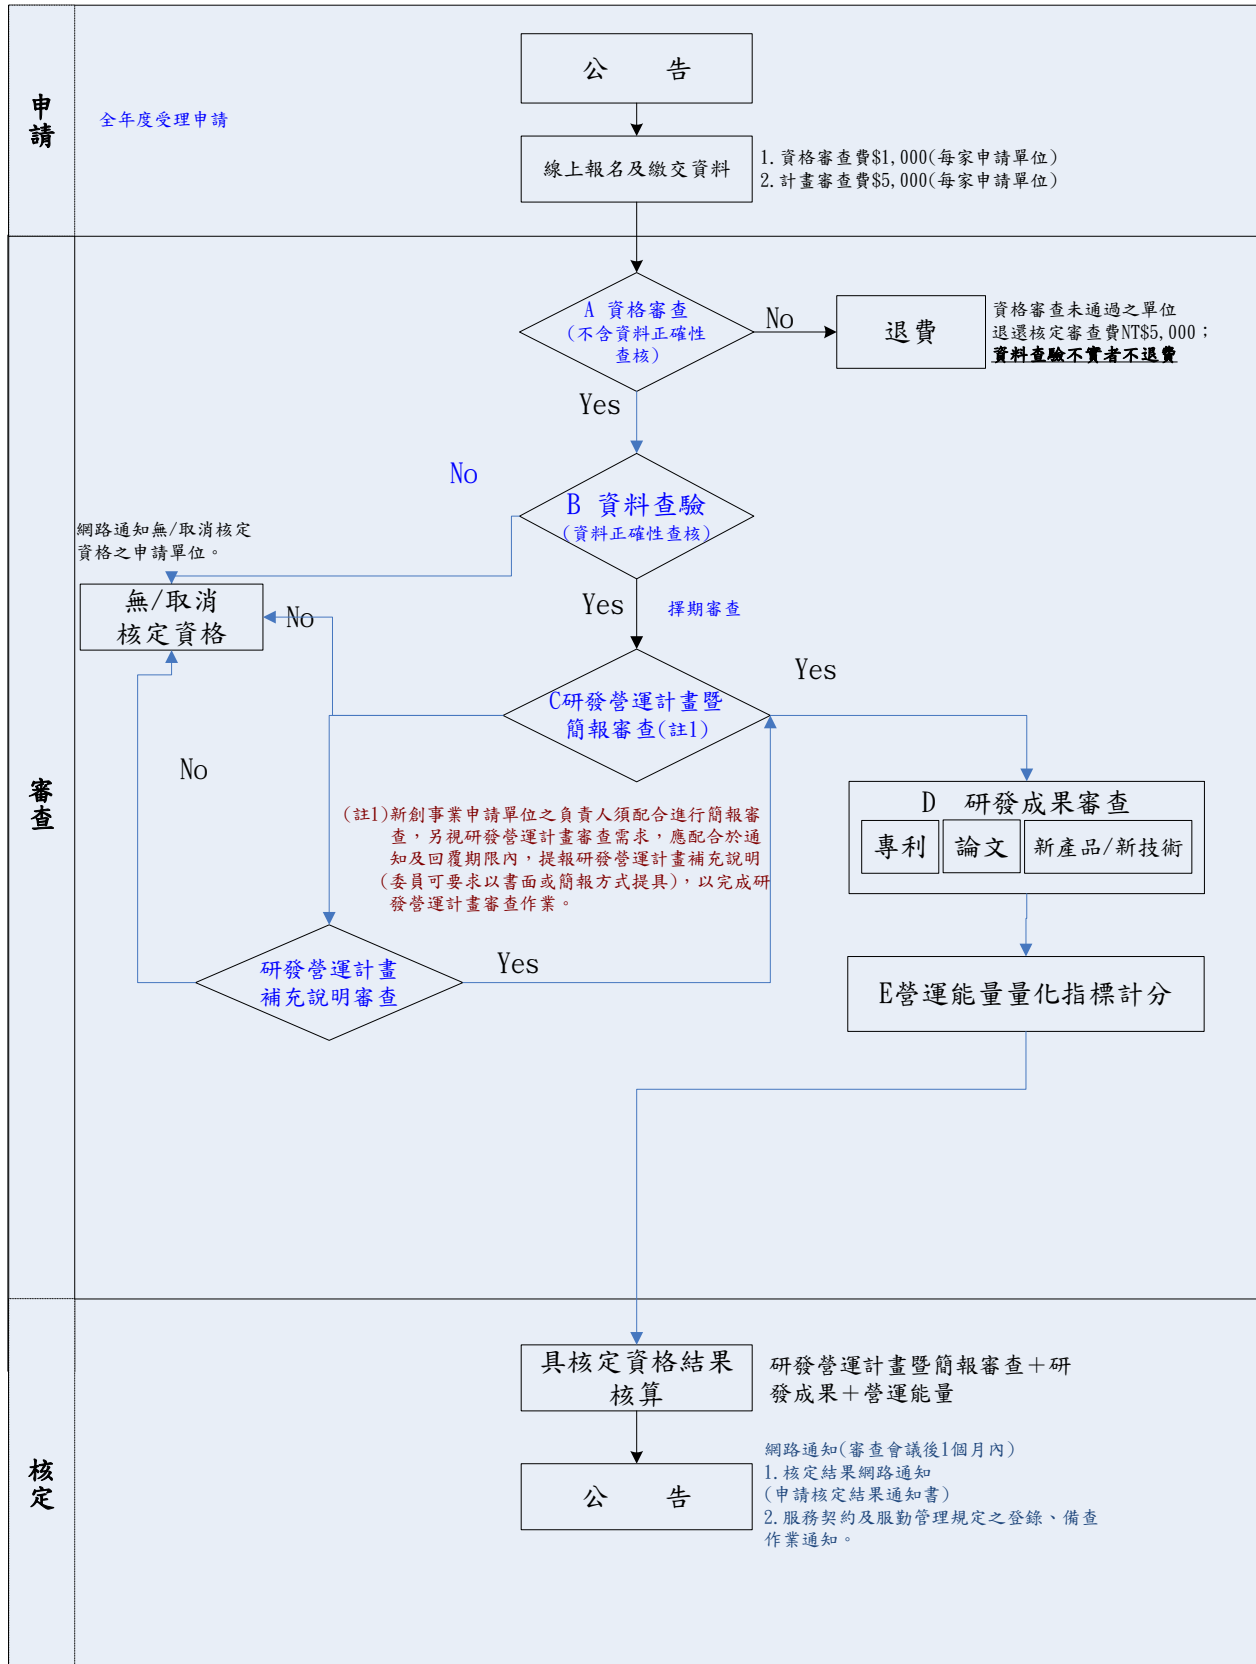 申請
全年度受理申請
公 告
線上報名及繳交資料
1.資格審查費$1,000(每家申請單位)
2.計畫審查費$5,000(每家申請單位)
審查
A 資格審查
(不含資料正確性
查核)
No
退費
資格審查未通過之單位
退還核定審查費NT$5,000；
資料查驗不實者不退費
Yes
No
B 資料查驗
(資料正確性查核)
網路通知無/取消核定
資格之申請單位。
無/取消
核定資格
No
Yes
擇期審查
C研發營運計畫暨
簡報審查(註1)
Yes
No
(註1)新創事業申請單位之負責人須配合進行簡報審
查，另視研發營運計畫審查需求，應配合於通
知及回覆期限內，提報研發營運計畫補充說明
(委員可要求以書面或簡報方式提具)，以完成研
發營運計畫審查作業。
D 研發成果審查
專利
論文
新產品/新技術
研發營運計畫
補充說明審查
Yes
E營運能量量化指標計分
核定
具核定資格結果
核算
研發營運計畫暨簡報審查＋研
發成果＋營運能量
公 告
網路通知(審查會議後1個月內)
1.核定結果網路通知
(申請核定結果通知書)
2.服務契約及服勤管理規定之登錄、備查
作業通知。